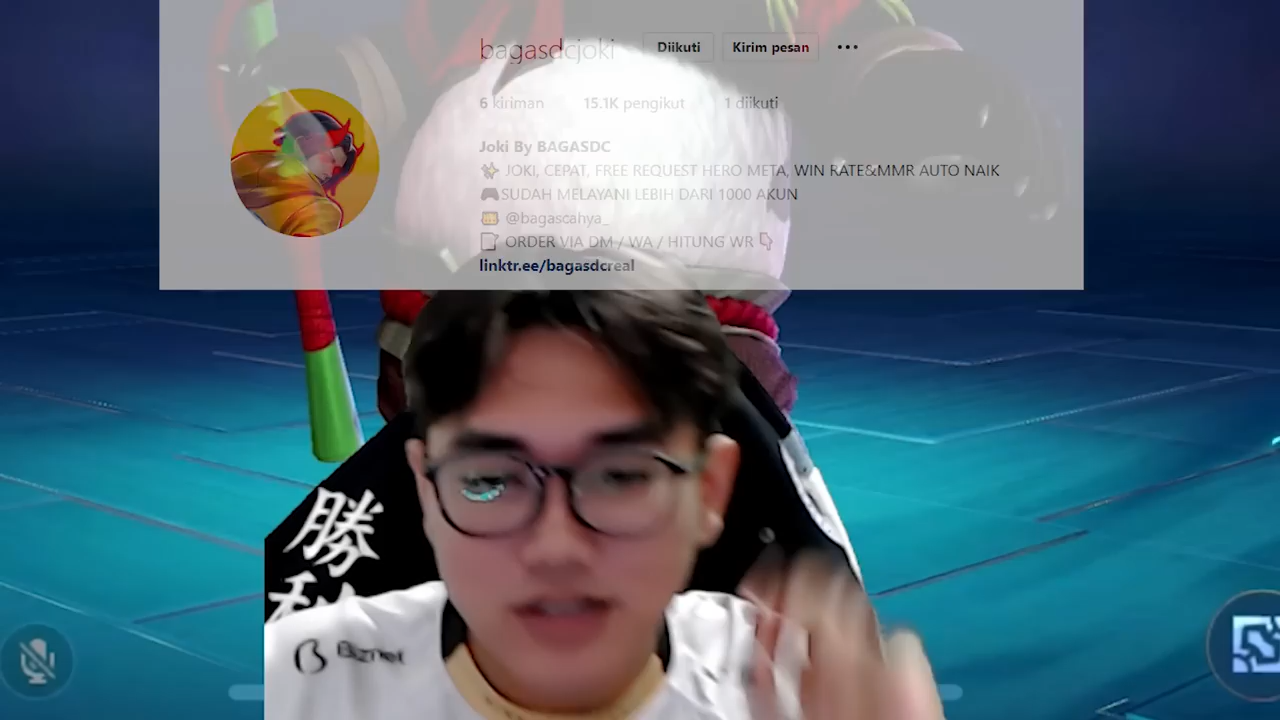 bagasdcjoki Diikuti Kirim pesan •••
6 kiriman 15.1K pengikut 1 diikuti
Joki By BAGASDC
✨ JOKI, CEPAT, FREE REQUEST HERO META, WIN RATE&MMR AUTO NAIK
🎮SUDAH MELAYANI LEBIH DARI 1000 AKUN
@bagascahya_
📝 ORDER VIA DM / WA / HITUNG WR 👇
linktr.ee/bagasdcreal
勝
利
Biznet